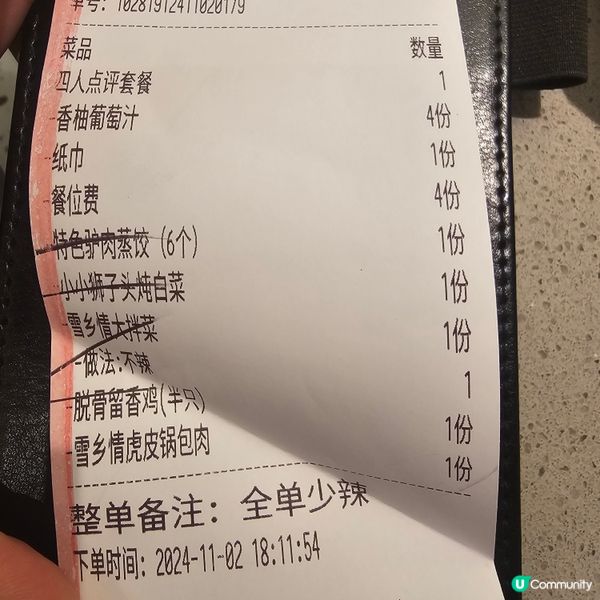 单号: 10281912411020179
菜品 数量
四人点评套餐 1
-香柚葡萄汁 4份
-纸巾 1份
-餐位费 4份
-特色驴肉蒸饺 (6个) 1份
-小小狮子头炖白菜 1份
-雪乡情大拌菜 1份
-做法:不辣 1
-脱骨留香鸡(半只) 1份
-雪乡情虎皮锅包肉 1份
整单备注: 全单少辣
下单时间: 2024-11-02 18:11:54
U Community